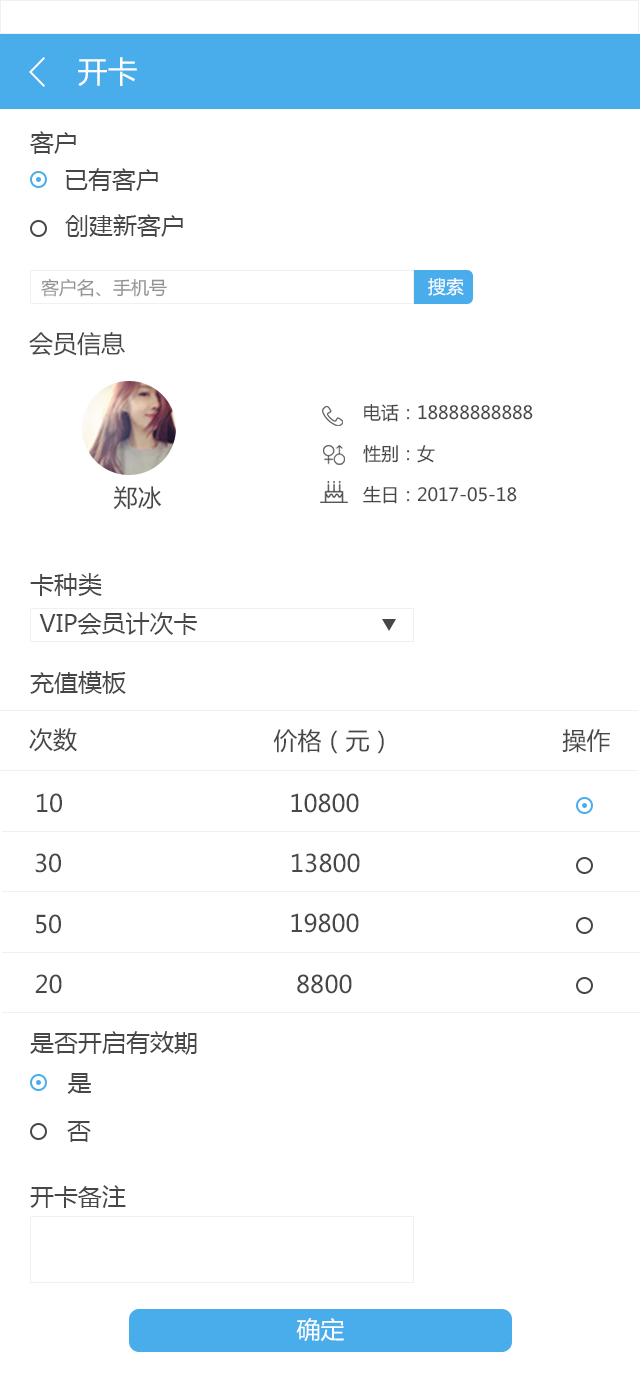 开卡
客户
已有客户
创建新客户
客户名、手机号 搜索
会员信息
电话：18888888888
性别：女
生日：2017-05-18
郑冰
卡种类
VIP会员计次卡
充值模板
次数 价格（元） 操作
10 10800
30 13800
50 19800
20 8800
是否开启有效期
是
否
开卡备注
确定